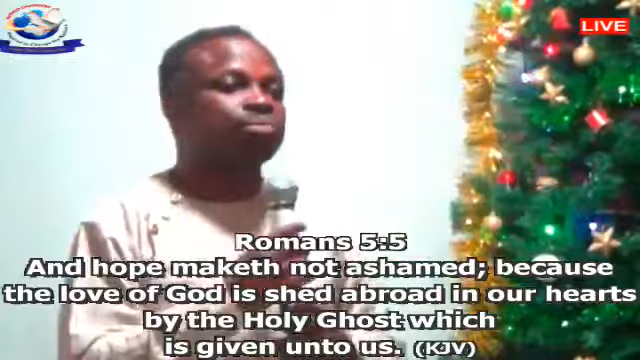 LIVE
Romans 5:5
And hope maketh not ashamed; because
the love of God is shed abroad in our hearts
by the Holy Ghost which
is given unto us. (KJV)